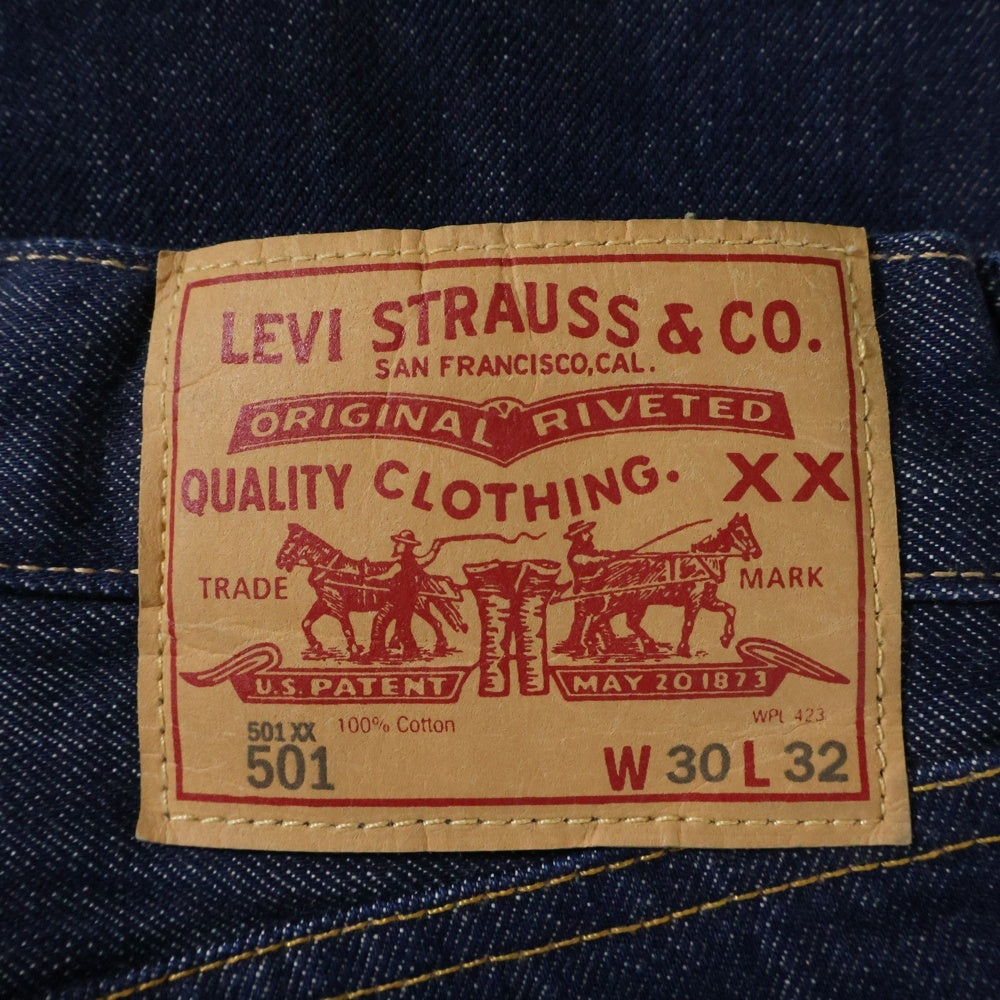 LEVI STRAUSS & CO.
SAN FRANCISCO, CAL.
ORIGINAL RIVETED
QUALITY CLOTHING. XX
TRADE MARK
U.S. PATENT MAY 20 1873
501 XX 100% Cotton WPL 423
501 W 30 L 32